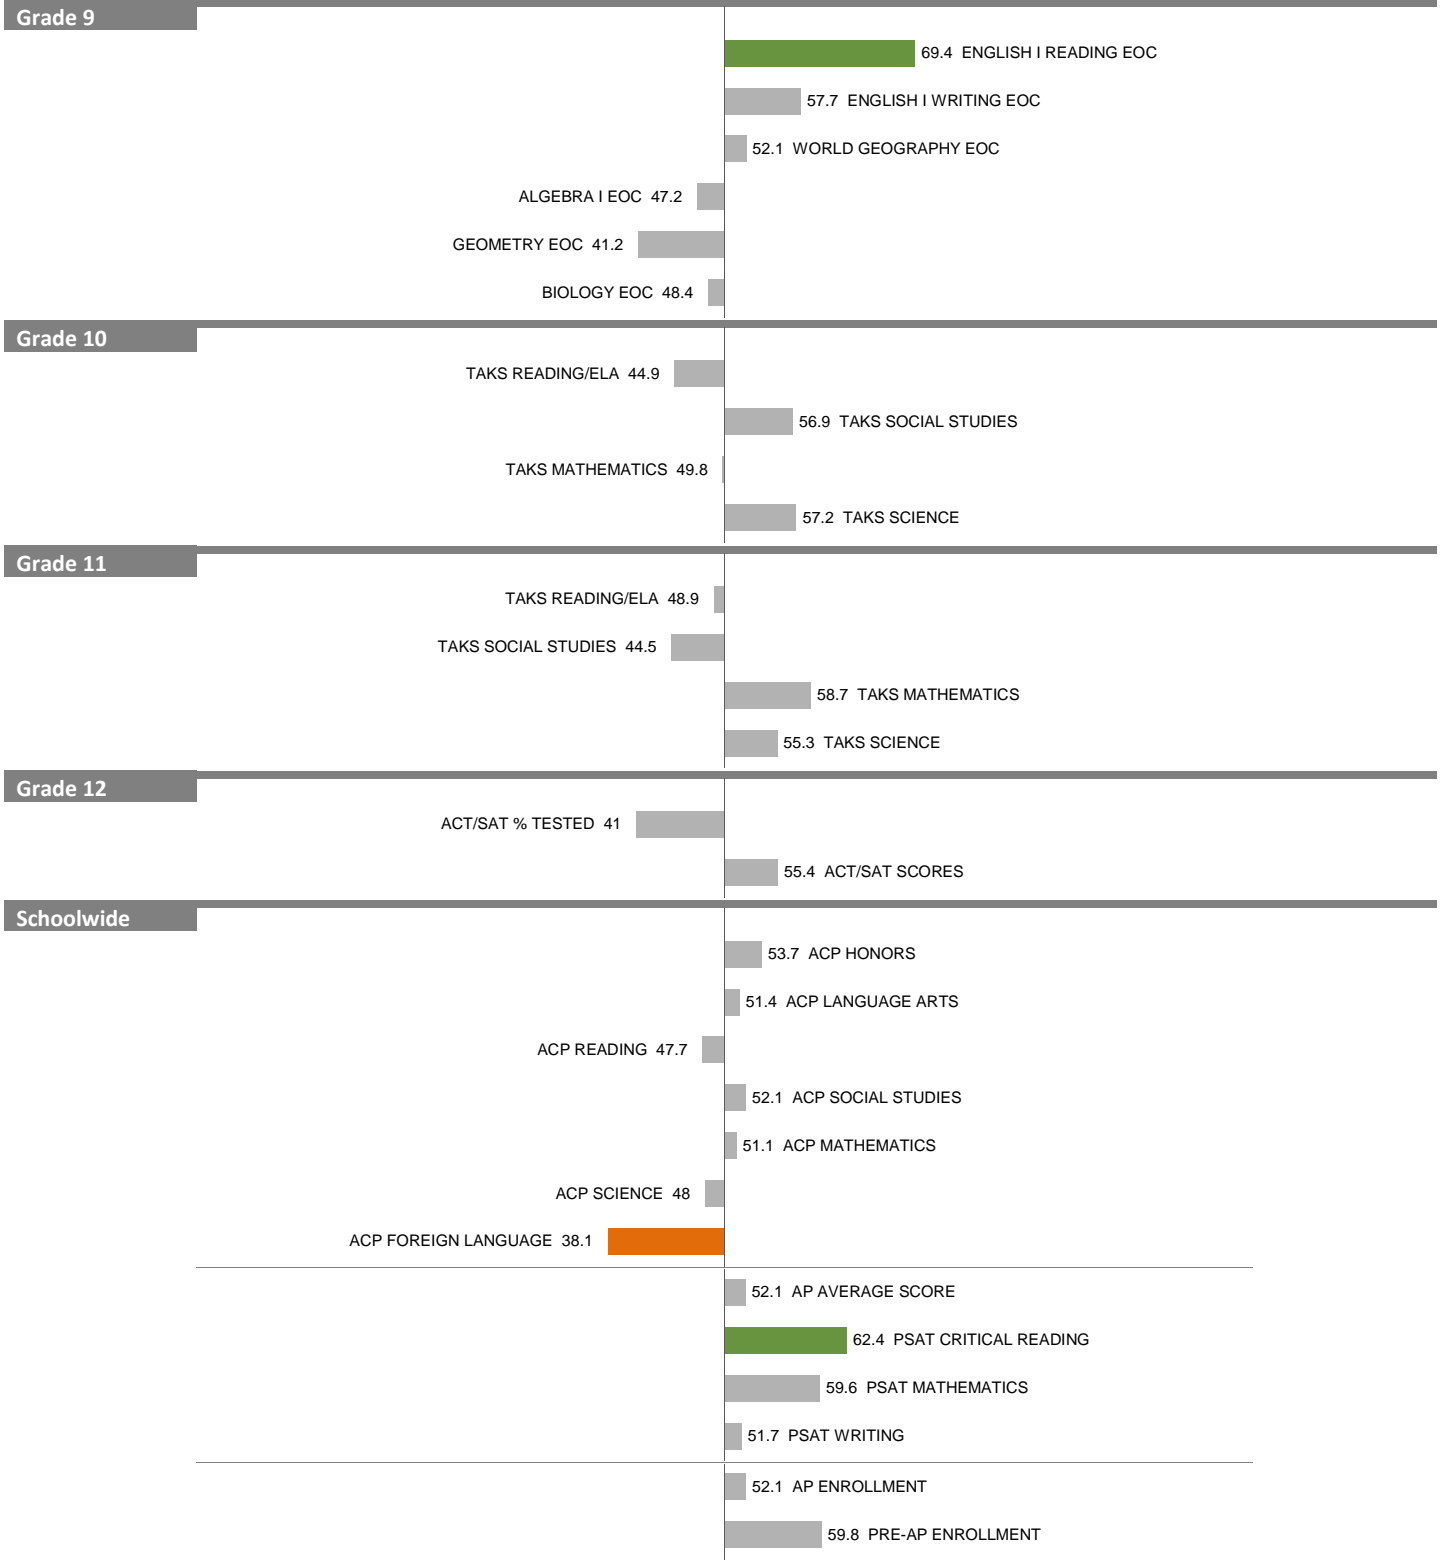 Grade 9
69.4 ENGLISH I READING EOC
57.7 ENGLISH I WRITING EOC
52.1 WORLD GEOGRAPHY EOC
ALGEBRA I EOC 47.2
GEOMETRY EOC 41.2
BIOLOGY EOC 48.4
Grade 10
TAKS READING/ELA 44.9
56.9 TAKS SOCIAL STUDIES
TAKS MATHEMATICS 49.8
57.2 TAKS SCIENCE
Grade 11
TAKS READING/ELA 48.9
TAKS SOCIAL STUDIES 44.5
58.7 TAKS MATHEMATICS
55.3 TAKS SCIENCE
Grade 12
ACT/SAT % TESTED 41
55.4 ACT/SAT SCORES
Schoolwide
53.7 ACP HONORS
51.4 ACP LANGUAGE ARTS
ACP READING 47.7
52.1 ACP SOCIAL STUDIES
51.1 ACP MATHEMATICS
ACP SCIENCE 48
ACP FOREIGN LANGUAGE 38.1
52.1 AP AVERAGE SCORE
62.4 PSAT CRITICAL READING
59.6 PSAT MATHEMATICS
51.7 PSAT WRITING
52.1 AP ENROLLMENT
59.8 PRE-AP ENROLLMENT